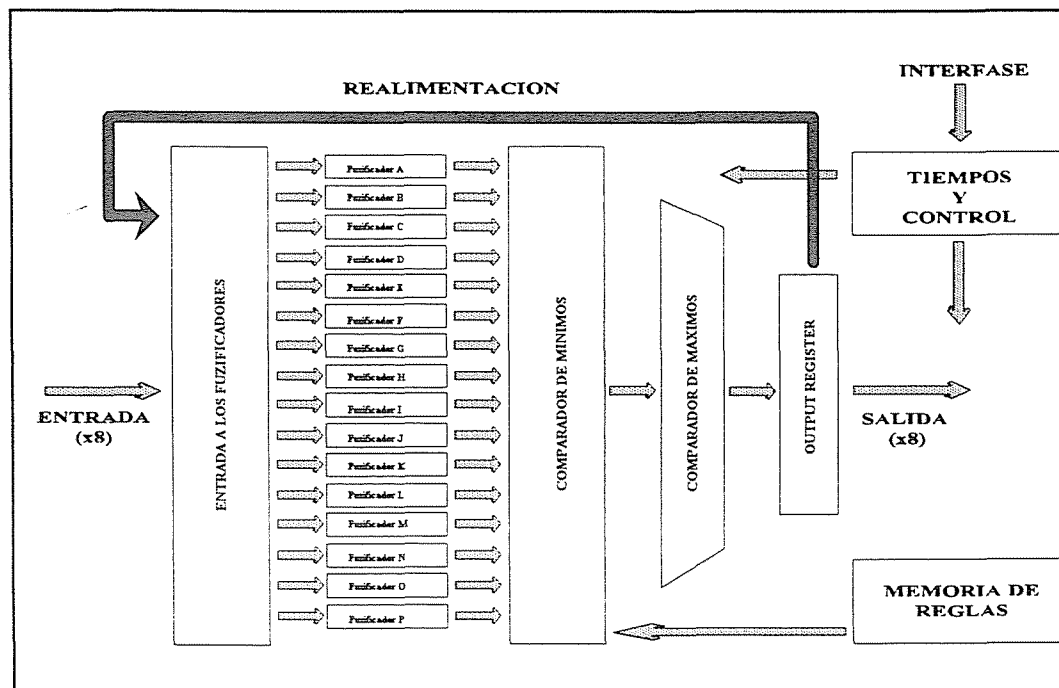 REALIMENTACION
INTERFASE
TIEMPOS
Y
CONTROL
ENTRADA
(x8)
ENTRADA A LOS FUZIFICADORES
Fuzificador A
Fuzificador B
Fuzificador C
Fuzificador D
Fuzificador E
Fuzificador F
Fuzificador G
Fuzificador H
Fuzificador I
Fuzificador J
Fuzificador K
Fuzificador L
Fuzificador M
Fuzificador N
Fuzificador O
Fuzificador P
COMPARADOR DE MINIMOS
COMPARADOR DE MAXIMOS
OUTPUT REGISTER
SALIDA
(x8)
MEMORIA DE
REGLAS